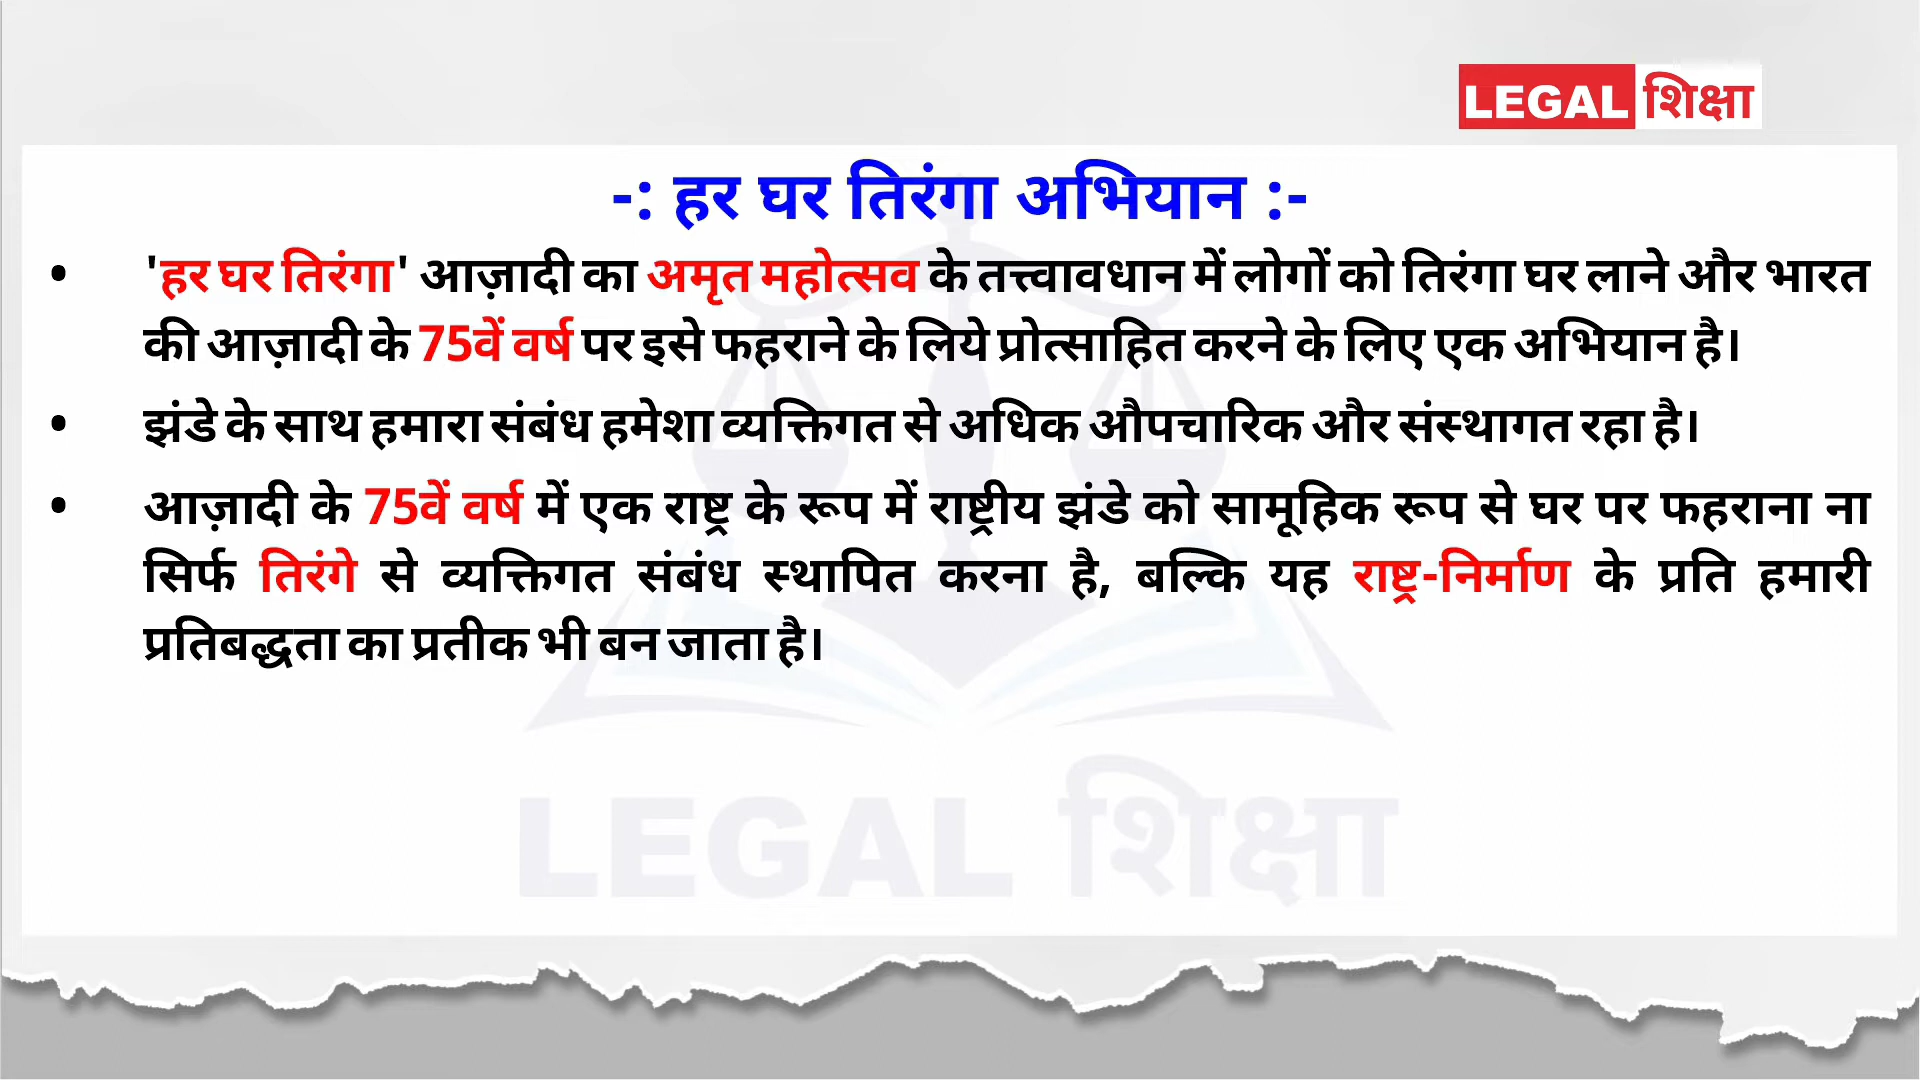 LEGAL शिक्षा
-: हर घर तिरंगा अभियान :-
• 'हर घर तिरंगा' आज़ादी का अमृत महोत्सव के तत्त्वावधान में लोगों को तिरंगा घर लाने और भारत
की आज़ादी के 75वें वर्ष पर इसे फहराने के लिये प्रोत्साहित करने के लिए एक अभियान है।
• झंडे के साथ हमारा संबंध हमेशा व्यक्तिगत से अधिक औपचारिक और संस्थागत रहा है।
• आज़ादी के 75वें वर्ष में एक राष्ट्र के रूप में राष्ट्रीय झंडे को सामूहिक रूप से घर पर फहराना ना
सिर्फ तिरंगे से व्यक्तिगत संबंध स्थापित करना है, बल्कि यह राष्ट्र-निर्माण के प्रति हमारी
प्रतिबद्धता का प्रतीक भी बन जाता है।
LEGAL शिक्षा